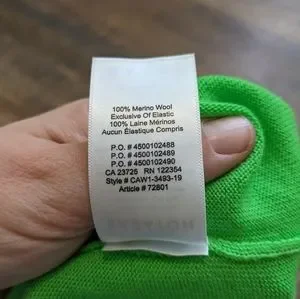 100% Merino Wool
Exclusive Of Elastic
100% Laine Mérinos
Aucun Élastique Compris
P.O. # 4500102488
P.O. # 4500102489
P.O. # 4500102490
CA 23725 RN 122354
Style # CAW1-3493-19
Article # 72801